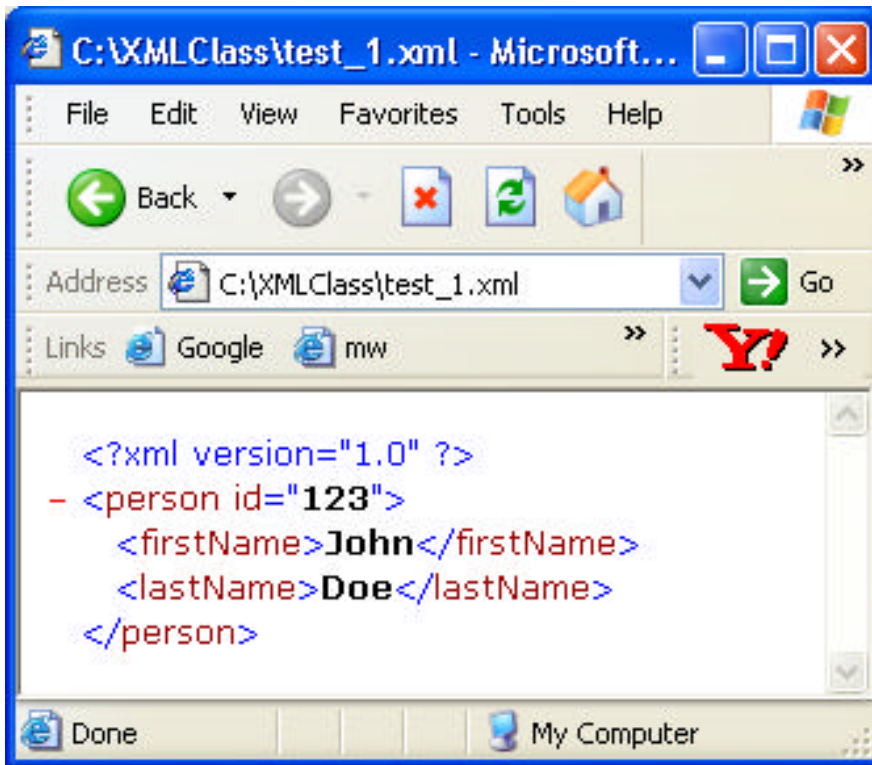 C:\XMLClass\test_1.xml - Microsoft...
File Edit View Favorites Tools Help
Back »
Address C:\XMLClass\test_1.xml Go
Links Google mw » Y! »
<?xml version="1.0" ?>
– <person id="123">
<firstName>John</firstName>
<lastName>Doe</lastName>
</person>
Done My Computer